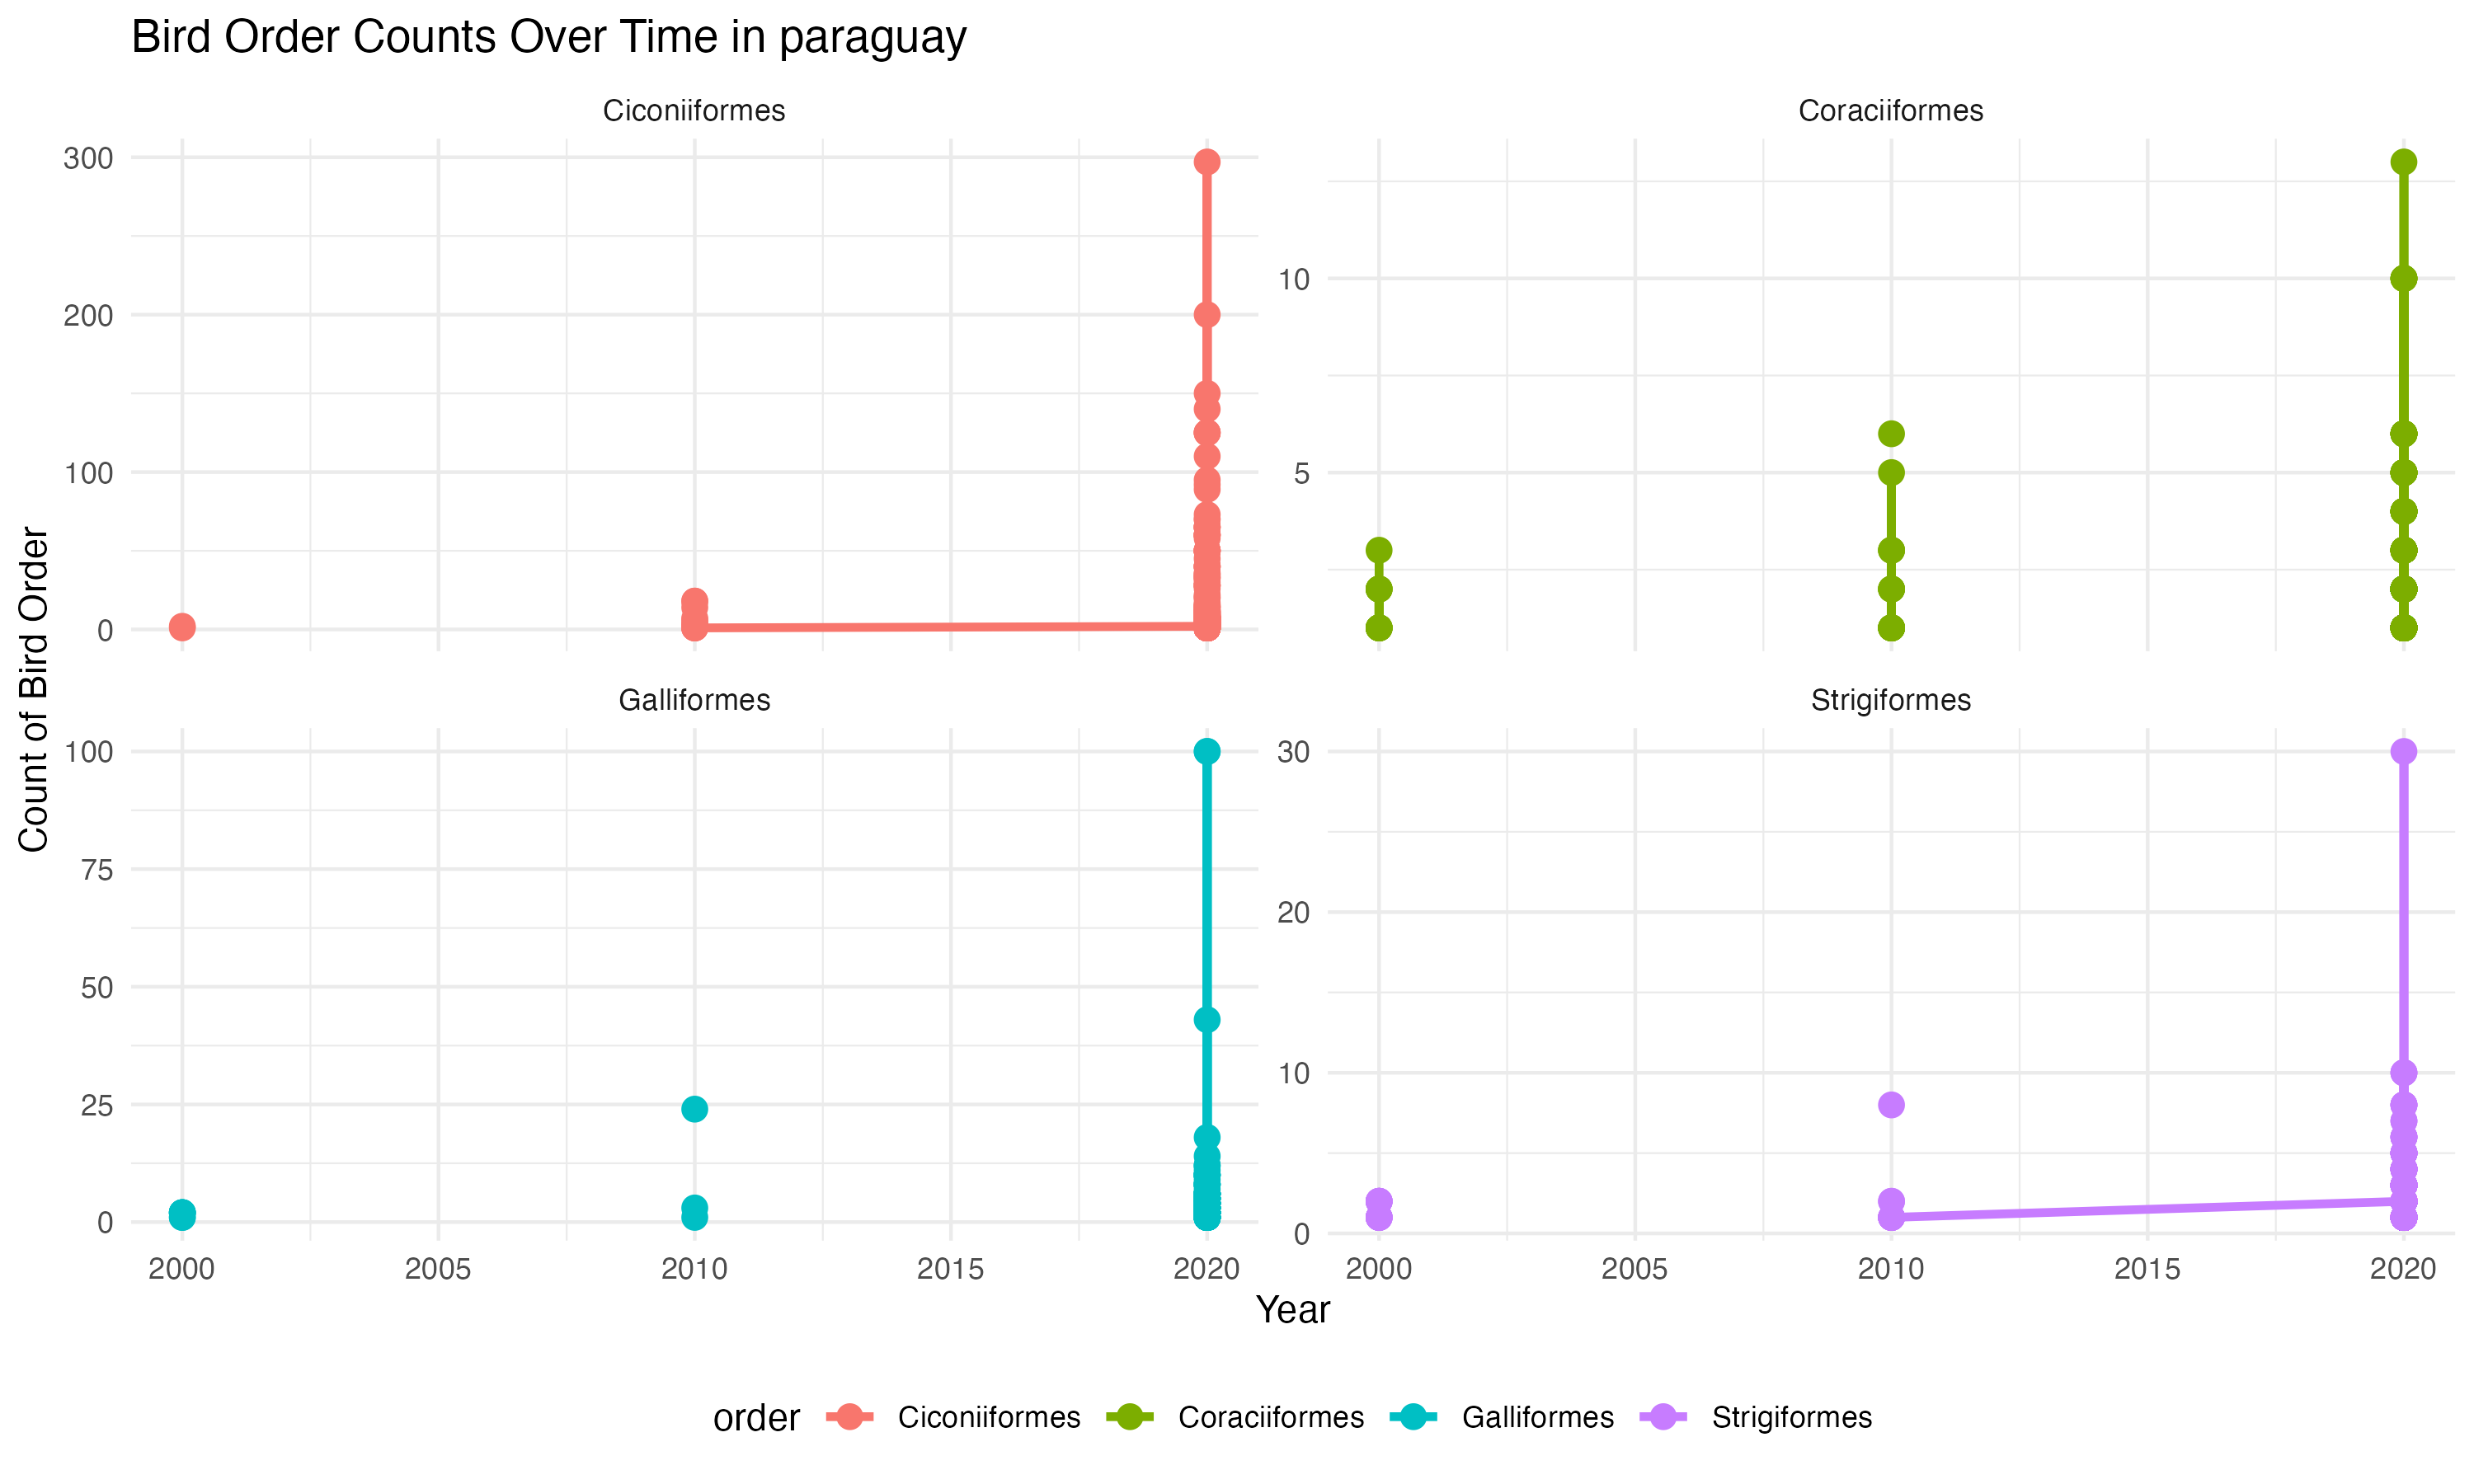 Bird Order Counts Over Time in paraguay
Ciconiiformes
Coraciiformes
300
200
100
0
10
5
Galliformes
Strigiformes
100
75
50
25
0
30
20
10
0
2000 2005 2010 2015 2020
2000 2005 2010 2015 2020
Count of Bird Order
Year
order Ciconiiformes Coraciiformes Galliformes Strigiformes